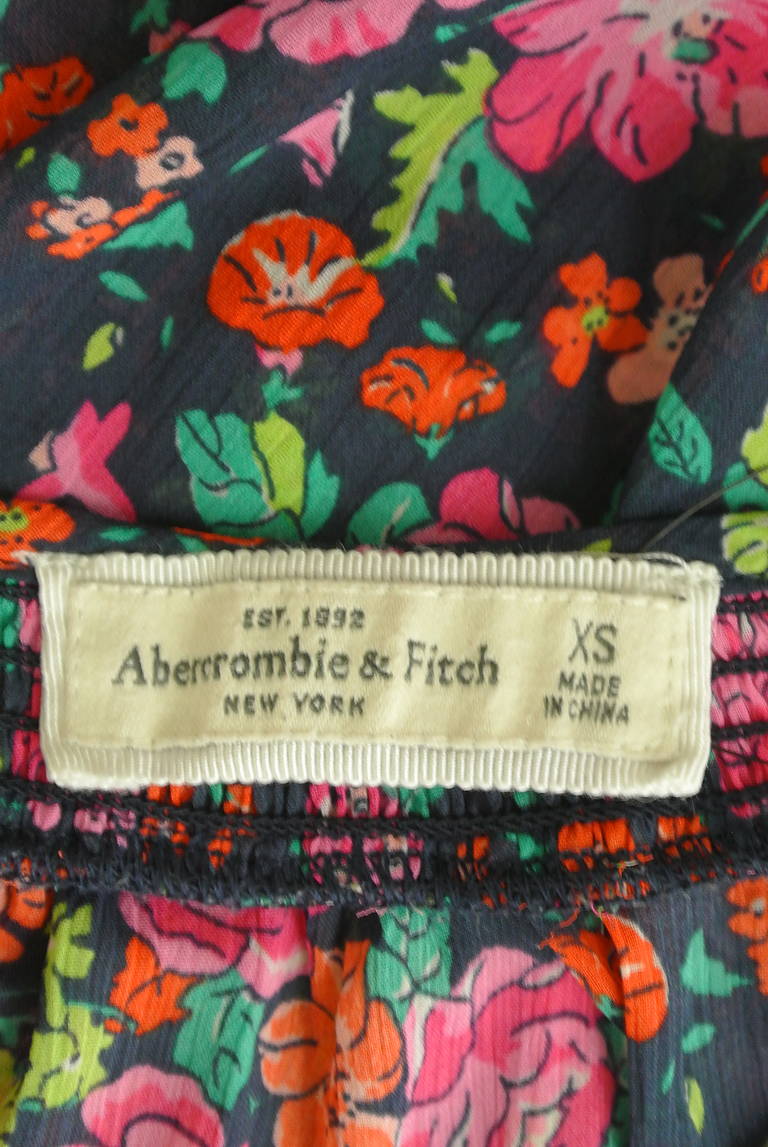 EST. 1892
Abercrombie & Fitch
NEW YORK
XS
MADE
IN CHINA